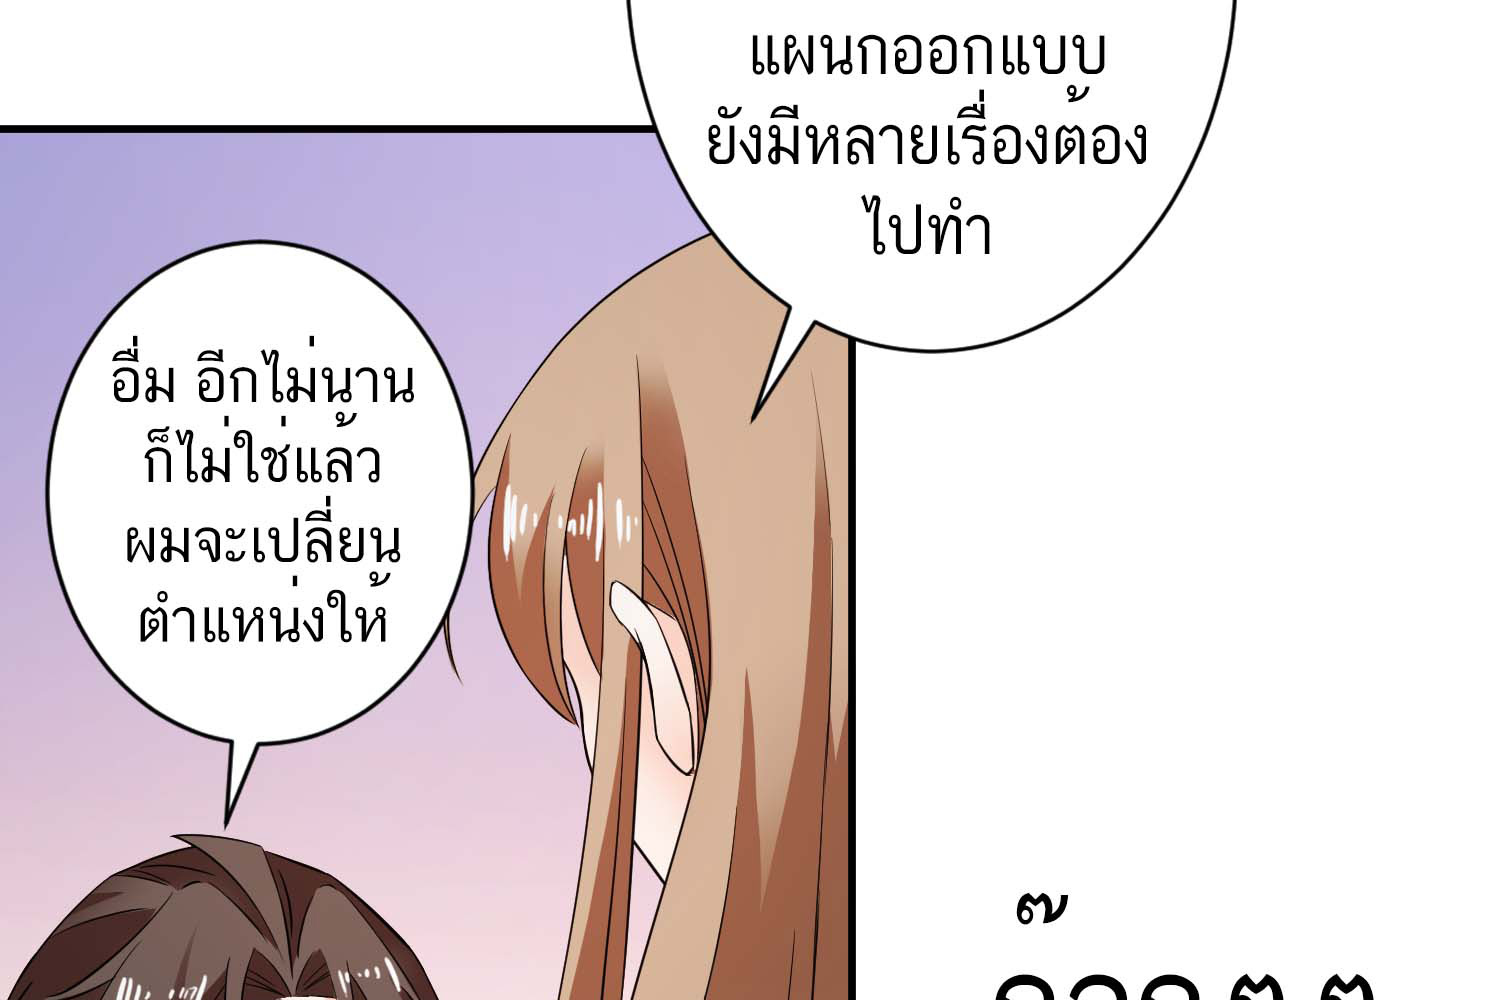 แผนกออกแบบ
ยังมีหลายเรื่องต้อง
ไปทำ
อื่ม อีกไม่นาน
ก็ไม่ใช่แล้ว
ผมจะเปลี่ยน
ตำแหน่งให้